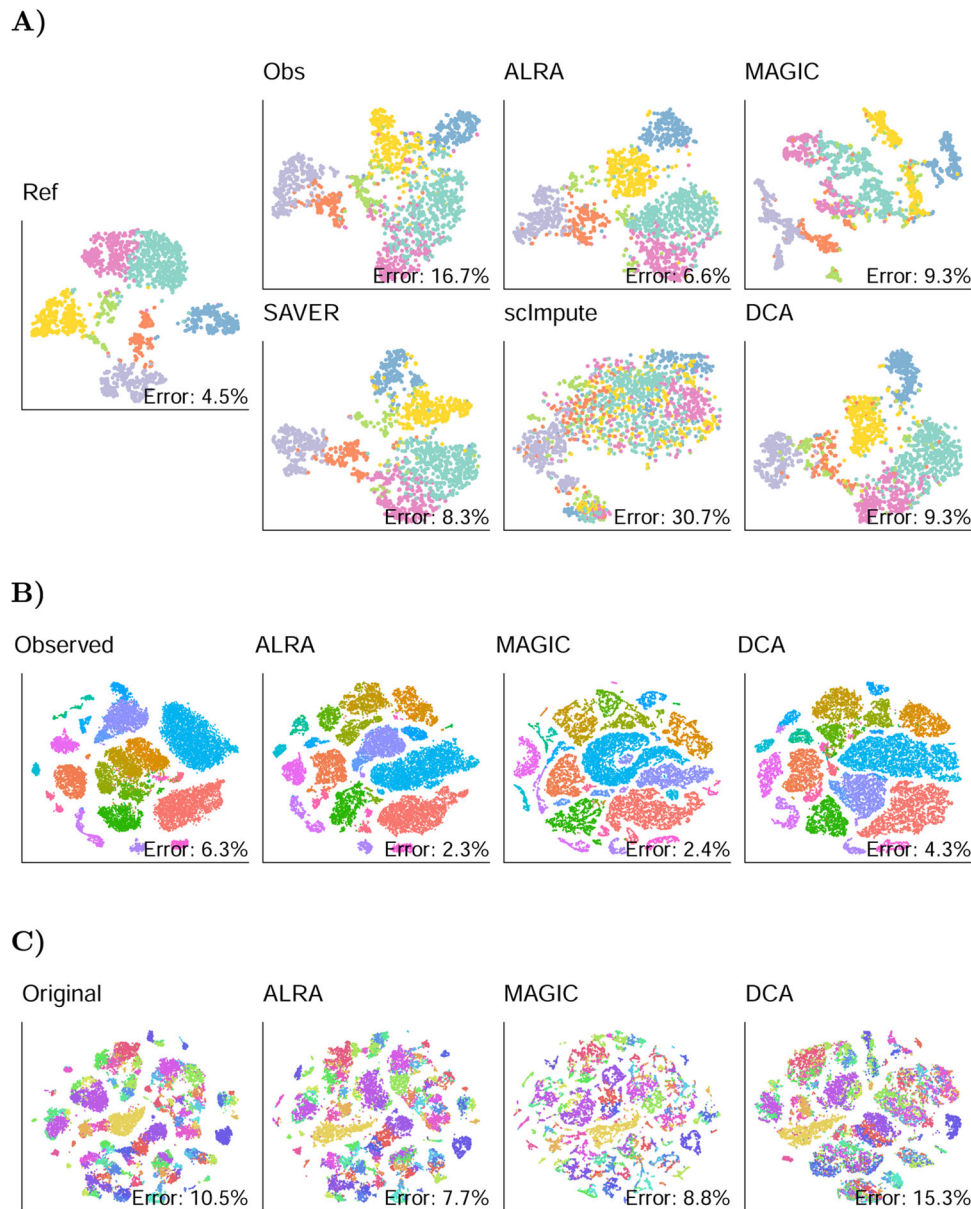 A)
Obs
ALRA
MAGIC
Ref
Error: 16.7%
Error: 6.6%
Error: 9.3%
SAVER
scImpute
DCA
Error: 4.5%
Error: 8.3%
Error: 30.7%
Error: 9.3%
B)
Observed
ALRA
MAGIC
DCA
Error: 6.3%
Error: 2.3%
Error: 2.4%
Error: 4.3%
C)
Original
ALRA
MAGIC
DCA
Error: 10.5%
Error: 7.7%
Error: 8.8%
Error: 15.3%